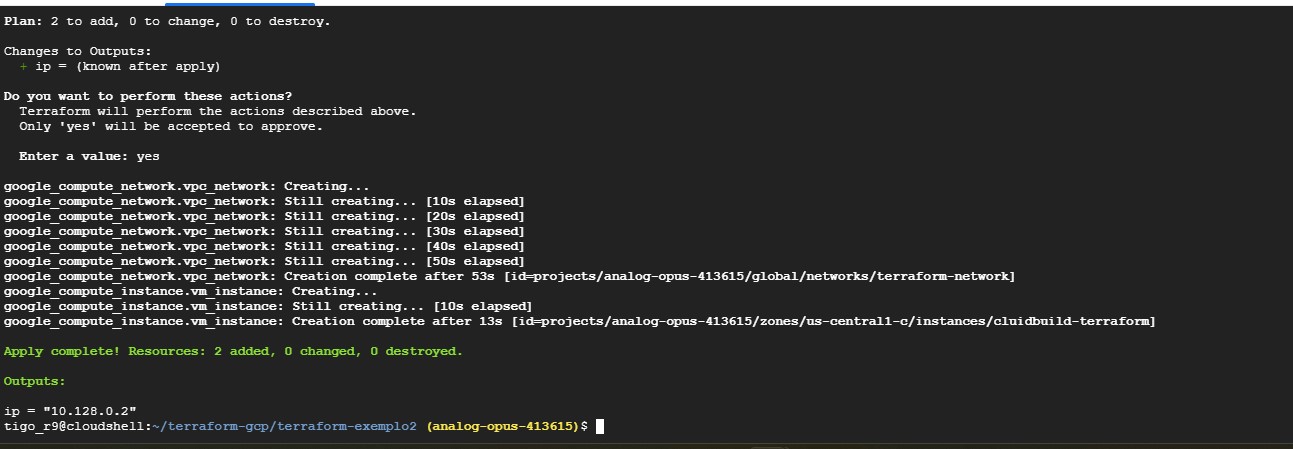 Plan: 2 to add, 0 to change, 0 to destroy.
Changes to Outputs:
+ ip = (known after apply)
Do you want to perform these actions?
Terraform will perform the actions described above.
Only 'yes' will be accepted to approve.
Enter a value: yes
google_compute_network.vpc_network: Creating...
google_compute_network.vpc_network: Still creating... [10s elapsed]
google_compute_network.vpc_network: Still creating... [20s elapsed]
google_compute_network.vpc_network: Still creating... [30s elapsed]
google_compute_network.vpc_network: Still creating... [40s elapsed]
google_compute_network.vpc_network: Still creating... [50s elapsed]
google_compute_network.vpc_network: Creation complete after 53s [id=projects/analog-opus-413615/global/networks/terraform-network]
google_compute_instance.vm_instance: Creating...
google_compute_instance.vm_instance: Still creating... [10s elapsed]
google_compute_instance.vm_instance: Creation complete after 13s [id=projects/analog-opus-413615/zones/us-central1-c/instances/cluidbuild-terraform]
Apply complete! Resources: 2 added, 0 changed, 0 destroyed.
Outputs:
ip = "10.128.0.2"
tigo_r9@cloudshell:~/terraform-gcp/terraform-exemplo2 (analog-opus-413615)$